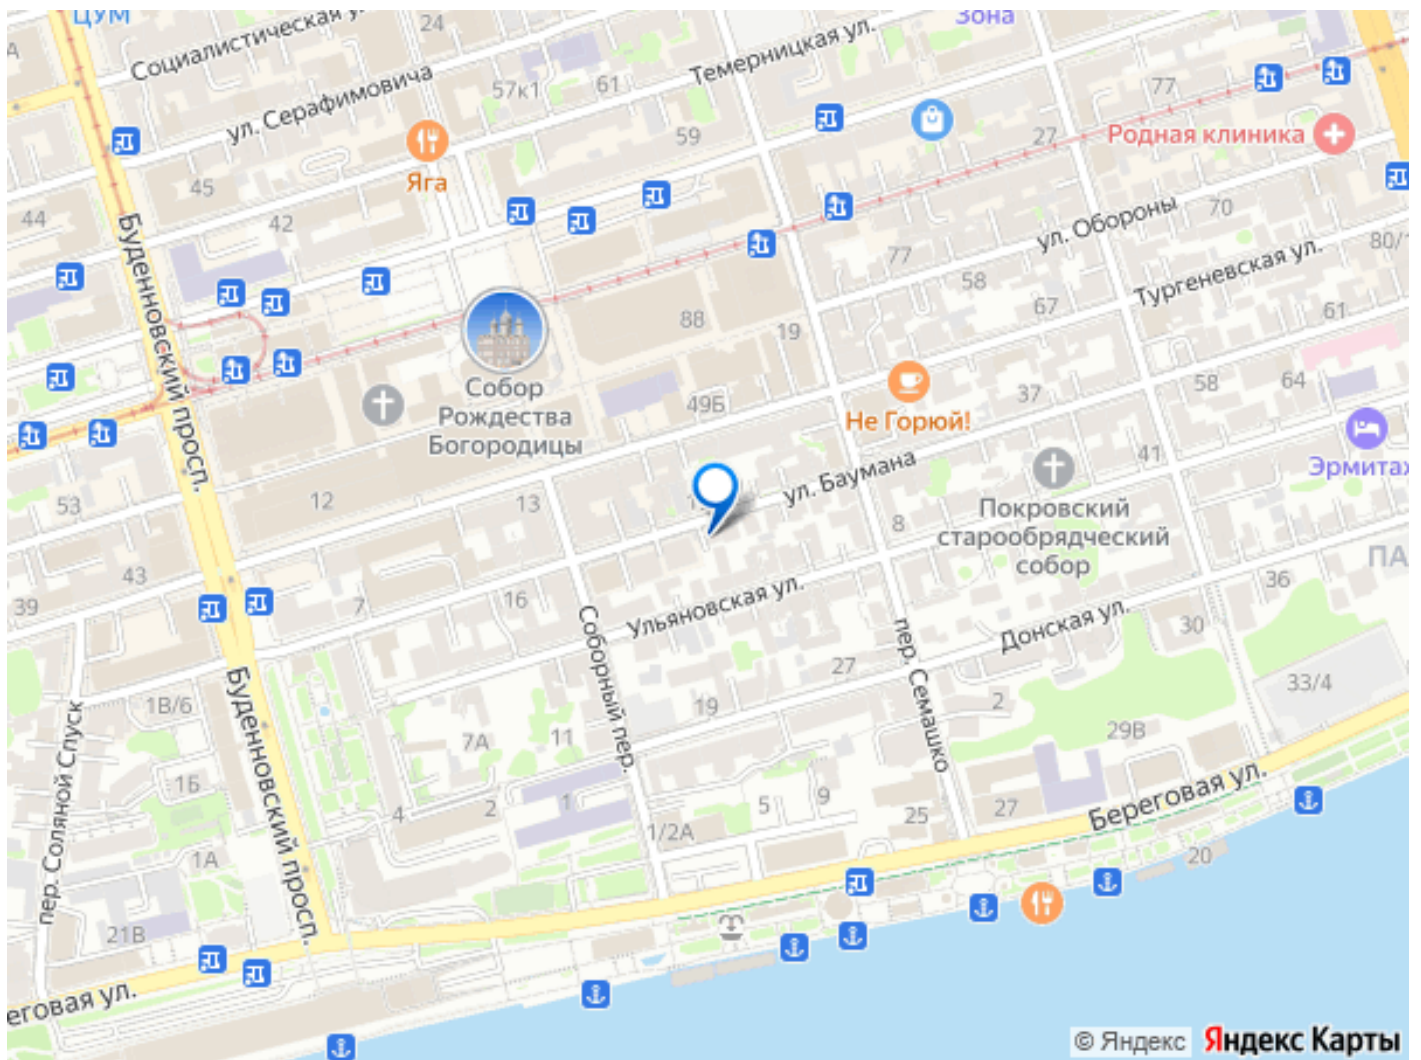 ЦУМ
Социалистическая ул.
24
Зона
Темерницкая ул.
ул. Серафимовича
57к1
61
77
59
27
Родная клиника
Яга
45
44
42
ул. Обороны
70
80/1
77
58
Тургеневская ул.
67
61
Буденновский просп.
88
19
Собор
Рождества
Богородицы
49Б
Не Горюй!
37
58
64
Эрмитаж
41
ул. Баумана
53
12
13
8
Покровский
старообрядческий
собор
ПА
43
39
7
16
36
Ульяновская ул.
Соборный пер.
Донская ул.
30
пер. Семашко
27
33/4
Буденновский просп.
1В/6
19
2
29В
7А
11
пер. Соляной Спуск
1Б
4
2
1
5
9
25
27
Береговая ул.
1/2А
1А
20
21В
еговая ул.
© Яндекс
Яндекс Карты